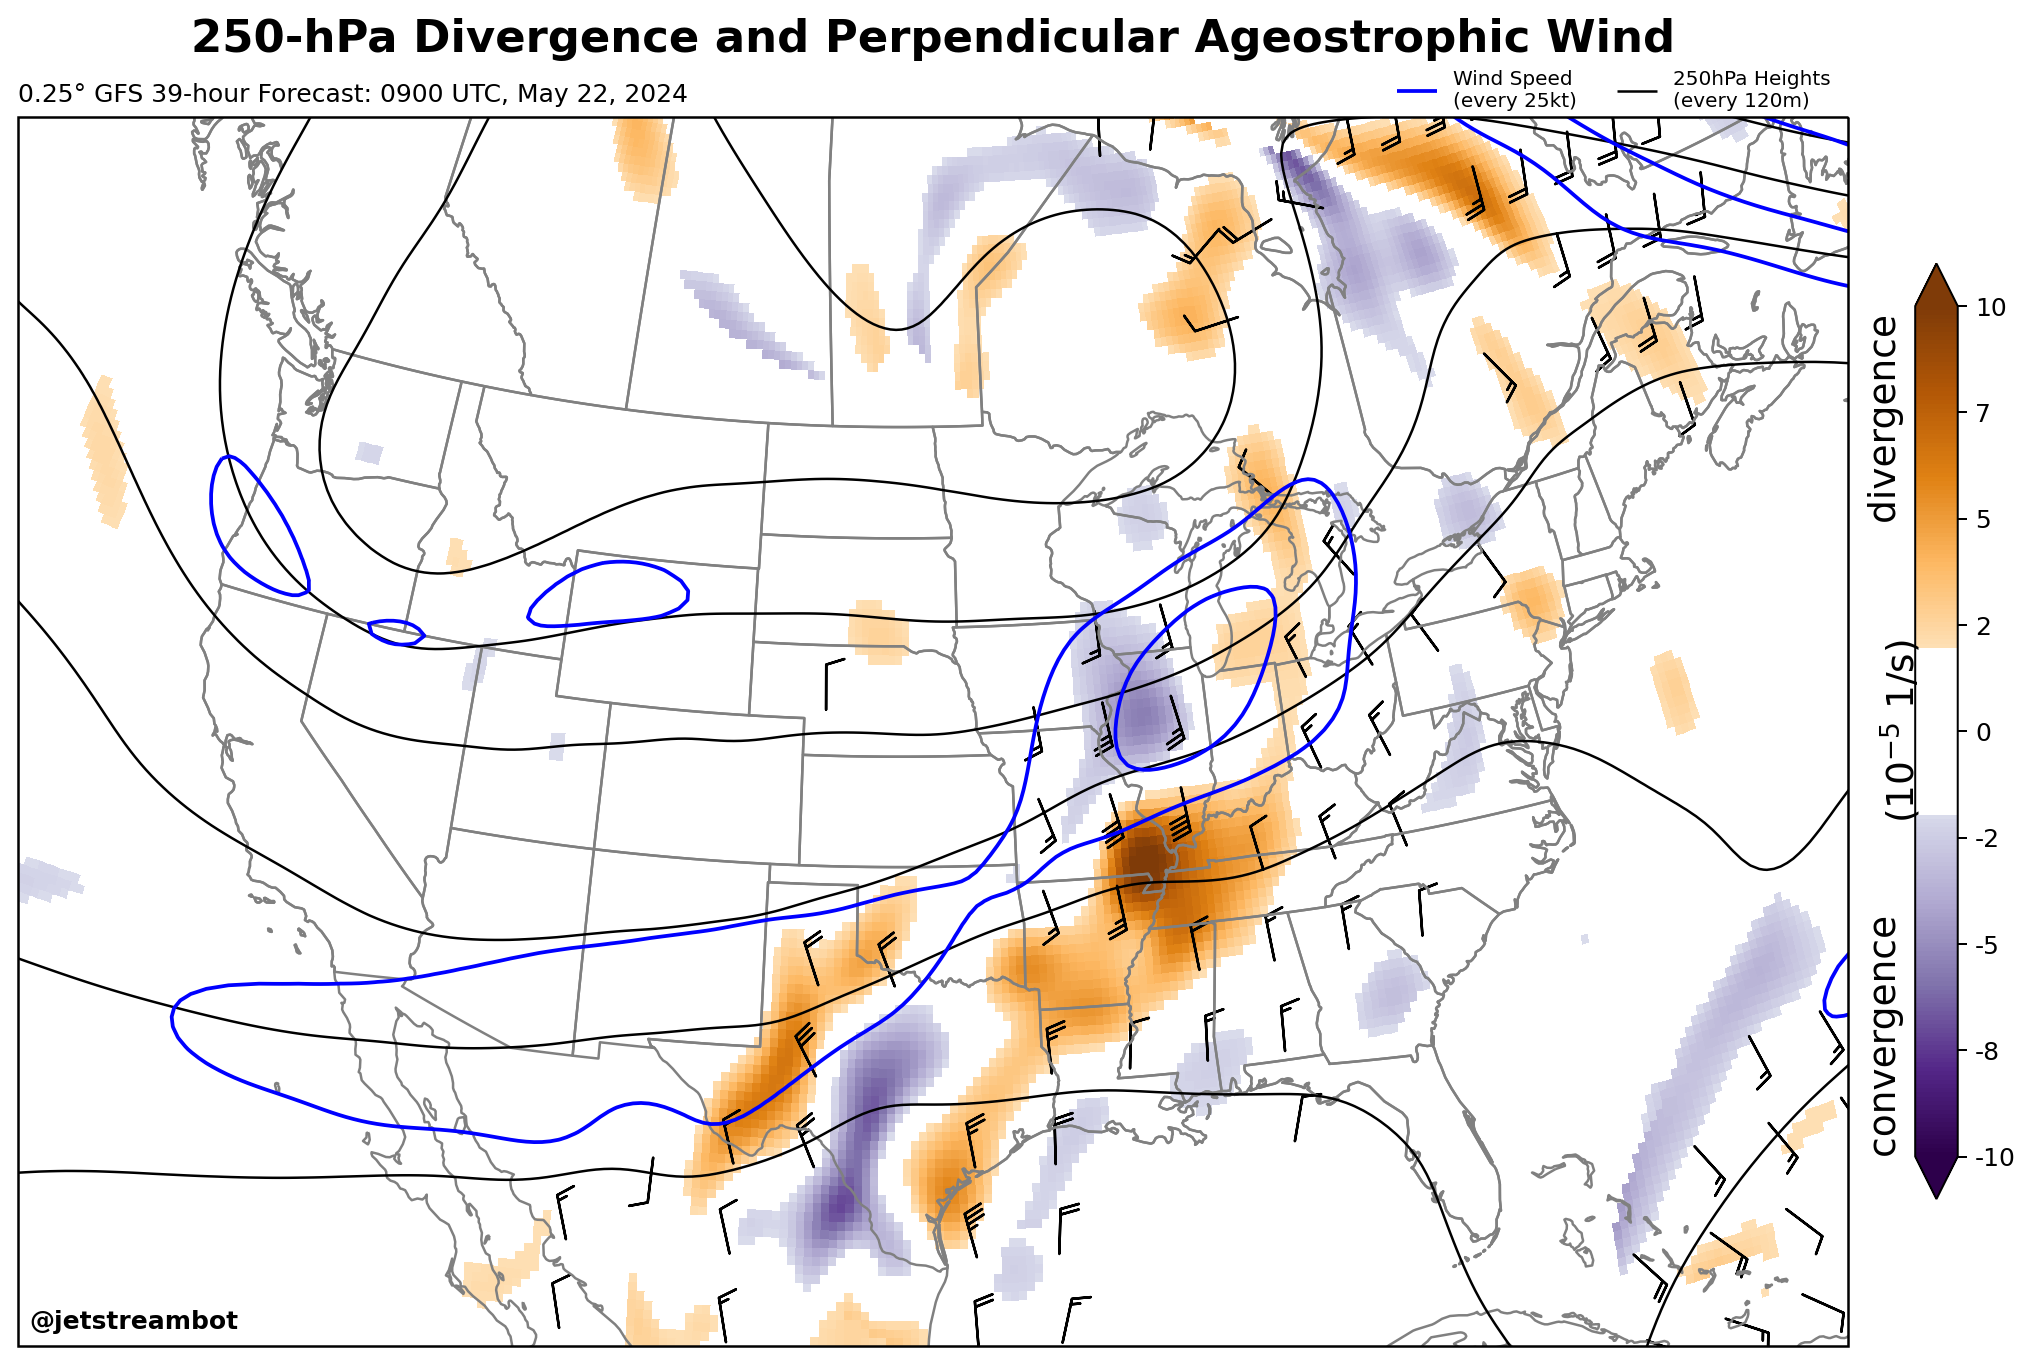 250-hPa Divergence and Perpendicular Ageostrophic Wind
0.25° GFS 39-hour Forecast: 0900 UTC, May 22, 2024
Wind Speed
(every 25kt)
250hPa Heights
(every 120m)
divergence
(10⁻⁵ 1/s)
convergence
10
7
5
2
0
-2
-5
-8
-10
@jetstreambot